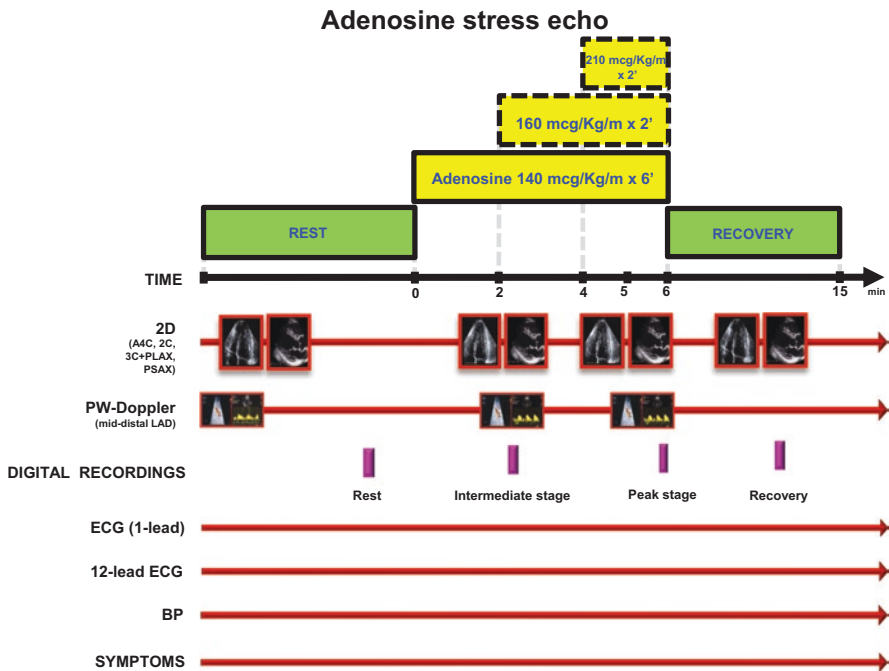 Adenosine stress echo
210 mcg/Kg/m
x 2’
160 mcg/Kg/m x 2’
Adenosine 140 mcg/Kg/m x 6’
REST
RECOVERY
TIME
0
2
4
5
6
15
min
2D
(A4C, 2C,
3C+PLAX,
PSAX)
PW-Doppler
(mid-distal LAD)
DIGITAL RECORDINGS
Rest
Intermediate stage
Peak stage
Recovery
ECG (1-lead)
12-lead ECG
BP
SYMPTOMS